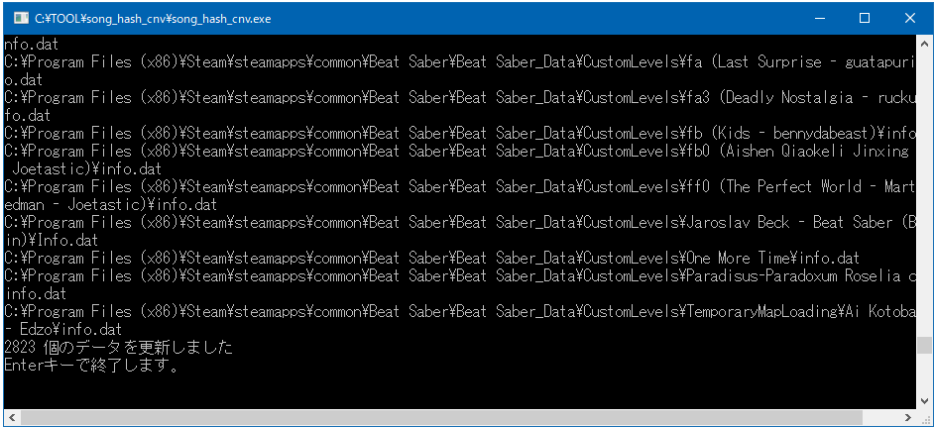 C:¥TOOL¥song_hash_cnv¥song_hash_cnv.exe
nfo.dat
C:¥Program Files (x86)¥Steam¥steamapps¥common¥Beat Saber¥Beat Saber_Data¥CustomLevels¥fa (Last Surprise - guatapuri
o.dat
C:¥Program Files (x86)¥Steam¥steamapps¥common¥Beat Saber¥Beat Saber_Data¥CustomLevels¥fa3 (Deadly Nostalgia - rucku
fo.dat
C:¥Program Files (x86)¥Steam¥steamapps¥common¥Beat Saber¥Beat Saber_Data¥CustomLevels¥fb (Kids - bennydabeast)¥info
C:¥Program Files (x86)¥Steam¥steamapps¥common¥Beat Saber¥Beat Saber_Data¥CustomLevels¥fb0 (Aishen Qiaokeli Jinxing
Joetastic)¥info.dat
C:¥Program Files (x86)¥Steam¥steamapps¥common¥Beat Saber¥Beat Saber_Data¥CustomLevels¥ff0 (The Perfect World - Mart
edman - Joetastic)¥info.dat
C:¥Program Files (x86)¥Steam¥steamapps¥common¥Beat Saber¥Beat Saber_Data¥CustomLevels¥Jaroslav Beck - Beat Saber (B
in)¥Info.dat
C:¥Program Files (x86)¥Steam¥steamapps¥common¥Beat Saber¥Beat Saber_Data¥CustomLevels¥One More Time¥info.dat
C:¥Program Files (x86)¥Steam¥steamapps¥common¥Beat Saber¥Beat Saber_Data¥CustomLevels¥Paradisus-Paradoxum Roselia c
info.dat
C:¥Program Files (x86)¥Steam¥steamapps¥common¥Beat Saber¥Beat Saber_Data¥CustomLevels¥TemporaryMapLoading¥Ai Kotoba
- Edzo¥info.dat
2823 個のデータを更新しました
Enterキーで終了します。